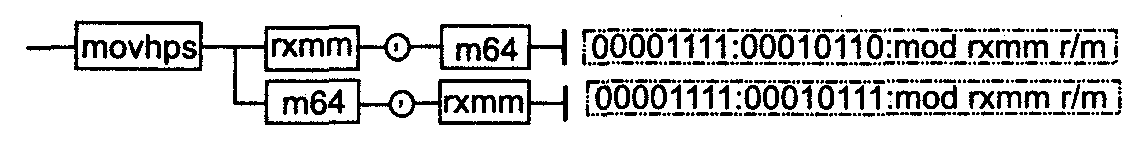 movhps rxmm , m64 00001111:00010110:mod rxmm r/m
m64 , rxmm 00001111:00010111:mod rxmm r/m